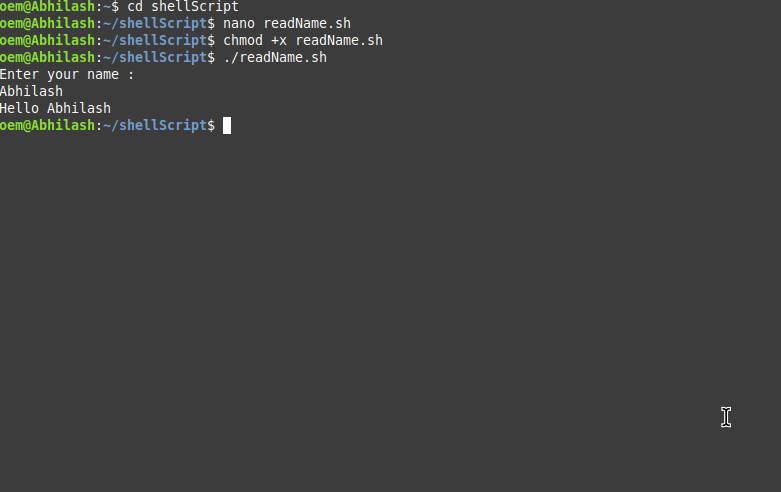 oem@Abhilash:~$ cd shellScript
oem@Abhilash:~/shellScript$ nano readName.sh
oem@Abhilash:~/shellScript$ chmod +x readName.sh
oem@Abhilash:~/shellScript$ ./readName.sh
Enter your name :
Abhilash
Hello Abhilash
oem@Abhilash:~/shellScript$